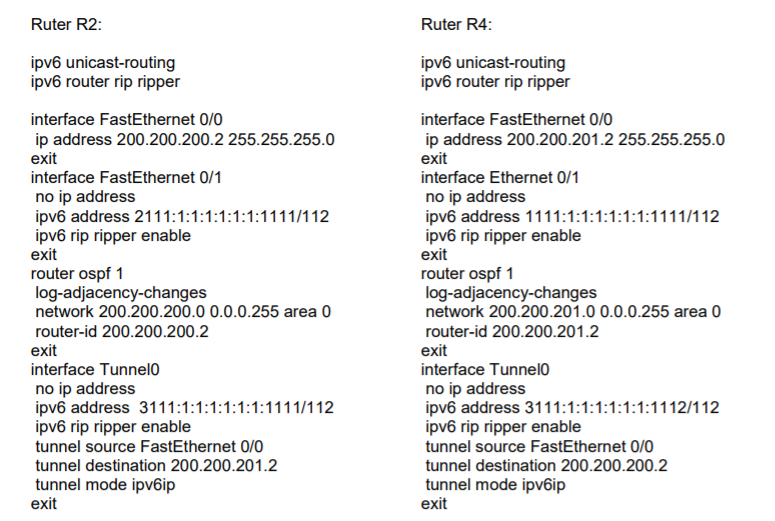 Ruter R2:
ipv6 unicast-routing
ipv6 router rip ripper
interface FastEthernet 0/0
ip address 200.200.200.2 255.255.255.0
exit
interface FastEthernet 0/1
no ip address
ipv6 address 2111:1:1:1:1:1:1:1111/112
ipv6 rip ripper enable
exit
router ospf 1
log-adjacency-changes
network 200.200.200.0 0.0.0.255 area 0
router-id 200.200.200.2
exit
interface Tunnel0
no ip address
ipv6 address  3111:1:1:1:1:1:1:1111/112
ipv6 rip ripper enable
tunnel source FastEthernet 0/0
tunnel destination 200.200.201.2
tunnel mode ipv6ip
exit
Ruter R4:
ipv6 unicast-routing
ipv6 router rip ripper
interface FastEthernet 0/0
ip address 200.200.201.2 255.255.255.0
exit
interface Ethernet 0/1
no ip address
ipv6 address 1111:1:1:1:1:1:1:1111/112
ipv6 rip ripper enable
exit
router ospf 1
log-adjacency-changes
network 200.200.201.0 0.0.0.255 area 0
router-id 200.200.201.2
exit
interface Tunnel0
no ip address
ipv6 address 3111:1:1:1:1:1:1:1112/112
ipv6 rip ripper enable
tunnel source FastEthernet 0/0
tunnel destination 200.200.200.2
tunnel mode ipv6ip
exit